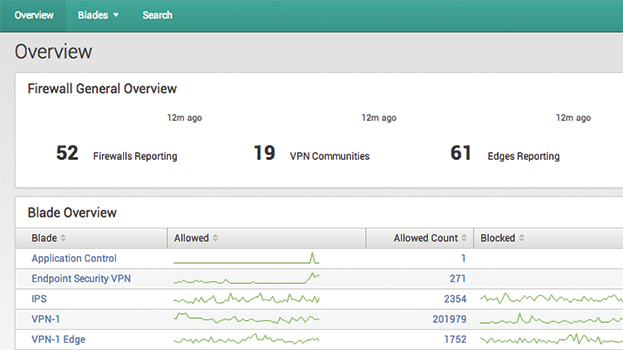 Overview Blades Search
Overview
Firewall General Overview
12m ago 12m ago 12m ago
52 Firewalls Reporting 19 VPN Communities 61 Edges Reporting
Blade Overview
Blade Allowed Allowed Count Blocked
Application Control 1
Endpoint Security VPN 271
IPS 2354
VPN-1 201979
VPN-1 Edge 1752